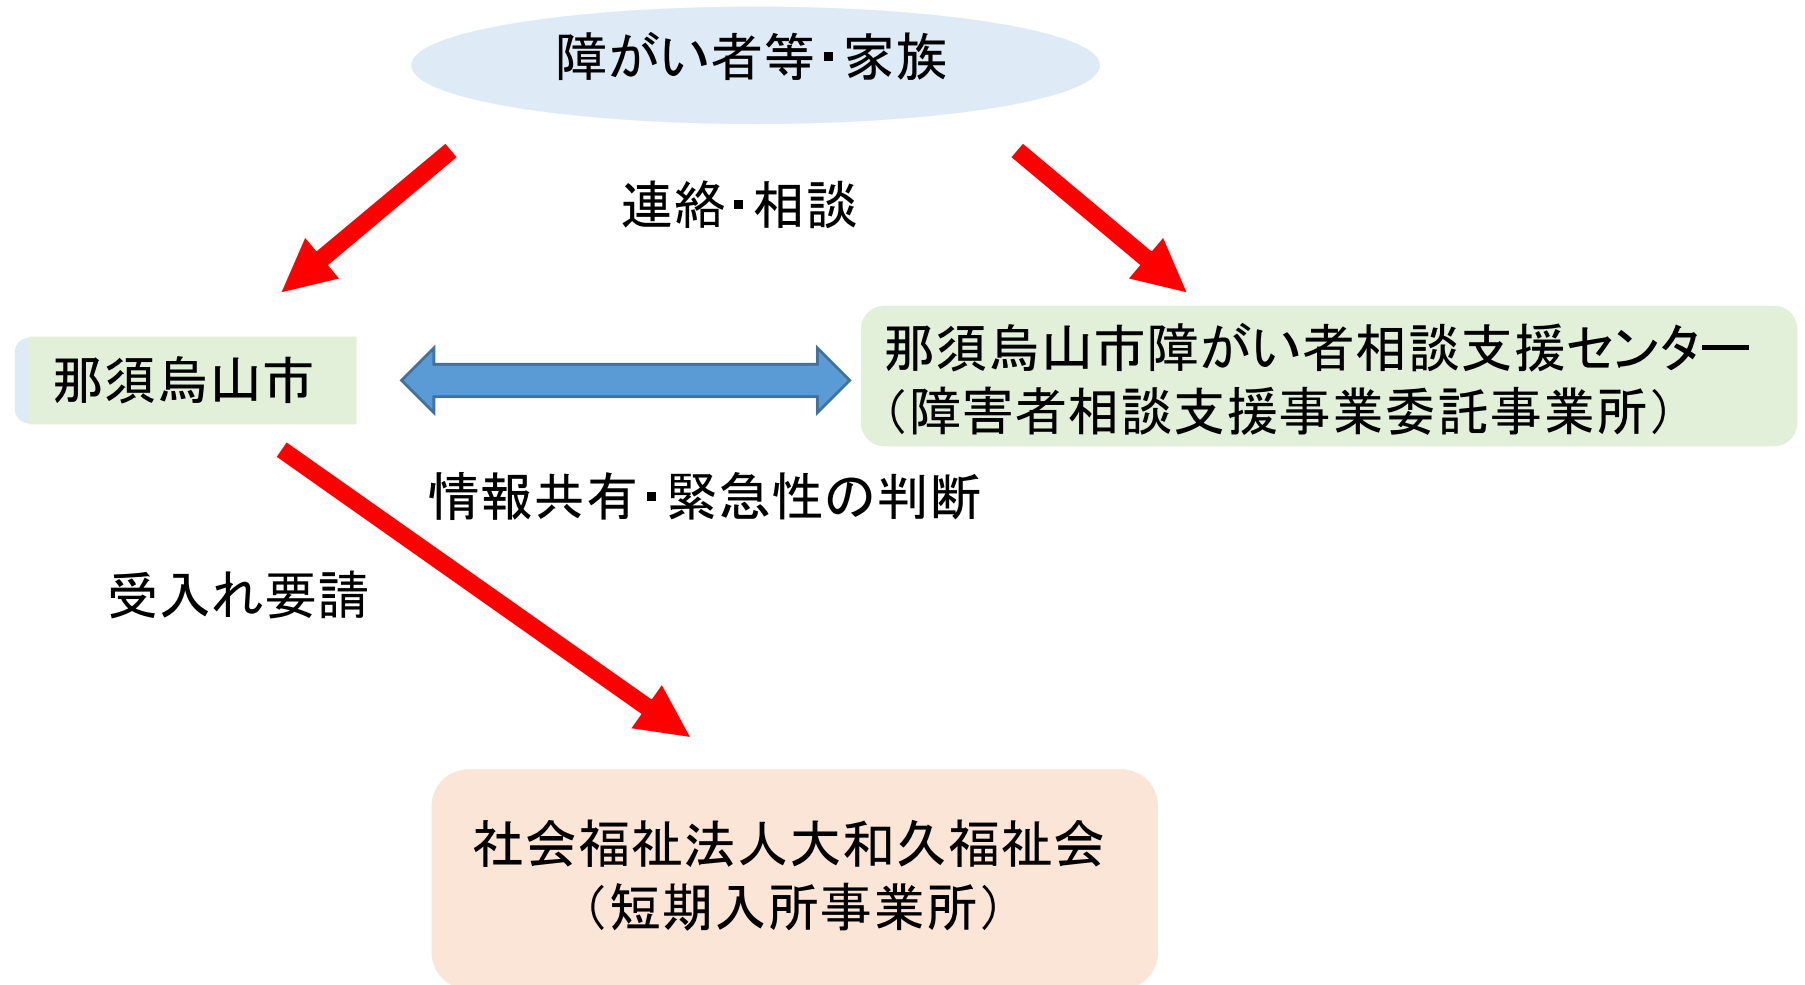 障がい者等・家族
連絡・相談
那須烏山市
那須烏山市障がい者相談支援センター
（障害者相談支援事業委託事業所）
情報共有・緊急性の判断
受入れ要請
社会福祉法人大和久福祉会
（短期入所事業所）